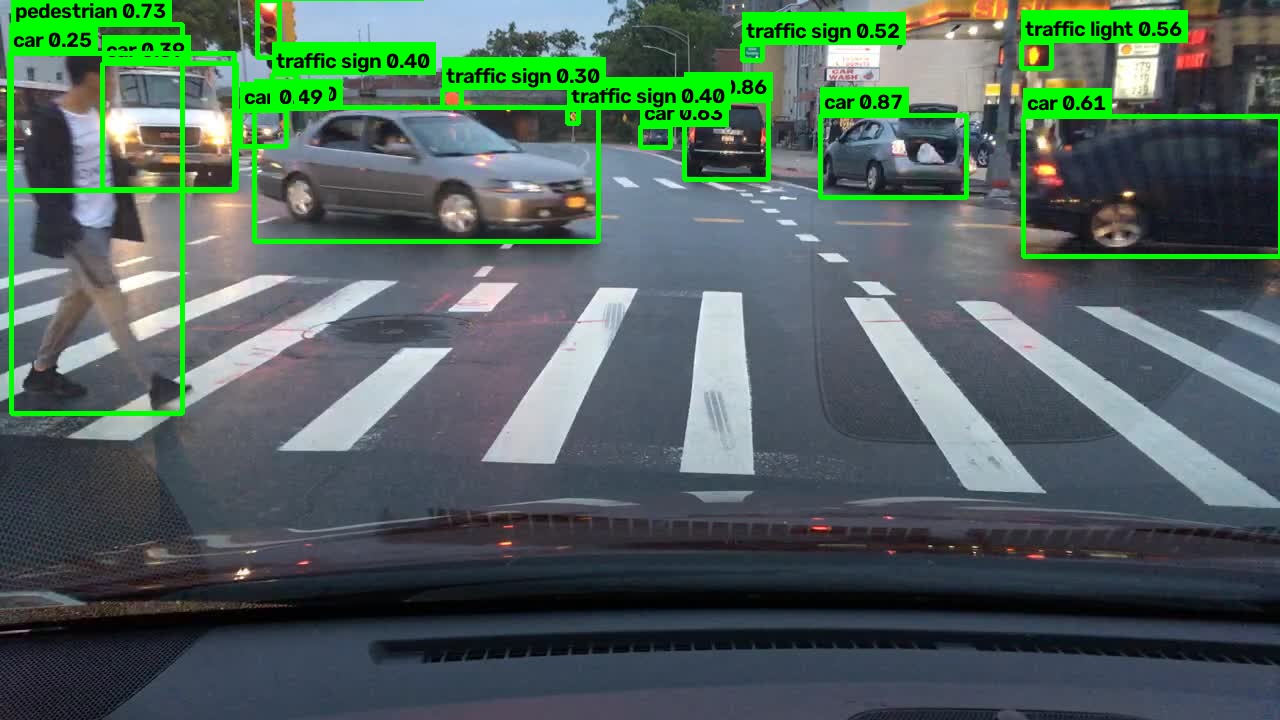 pedestrian 0.73
car 0.25
car 0.39
traffic sign 0.40
car 0.49
traffic sign 0.30
traffic sign 0.40
car 0.63
0.86
traffic sign 0.52
car 0.87
traffic light 0.56
car 0.61
CAR
WASH